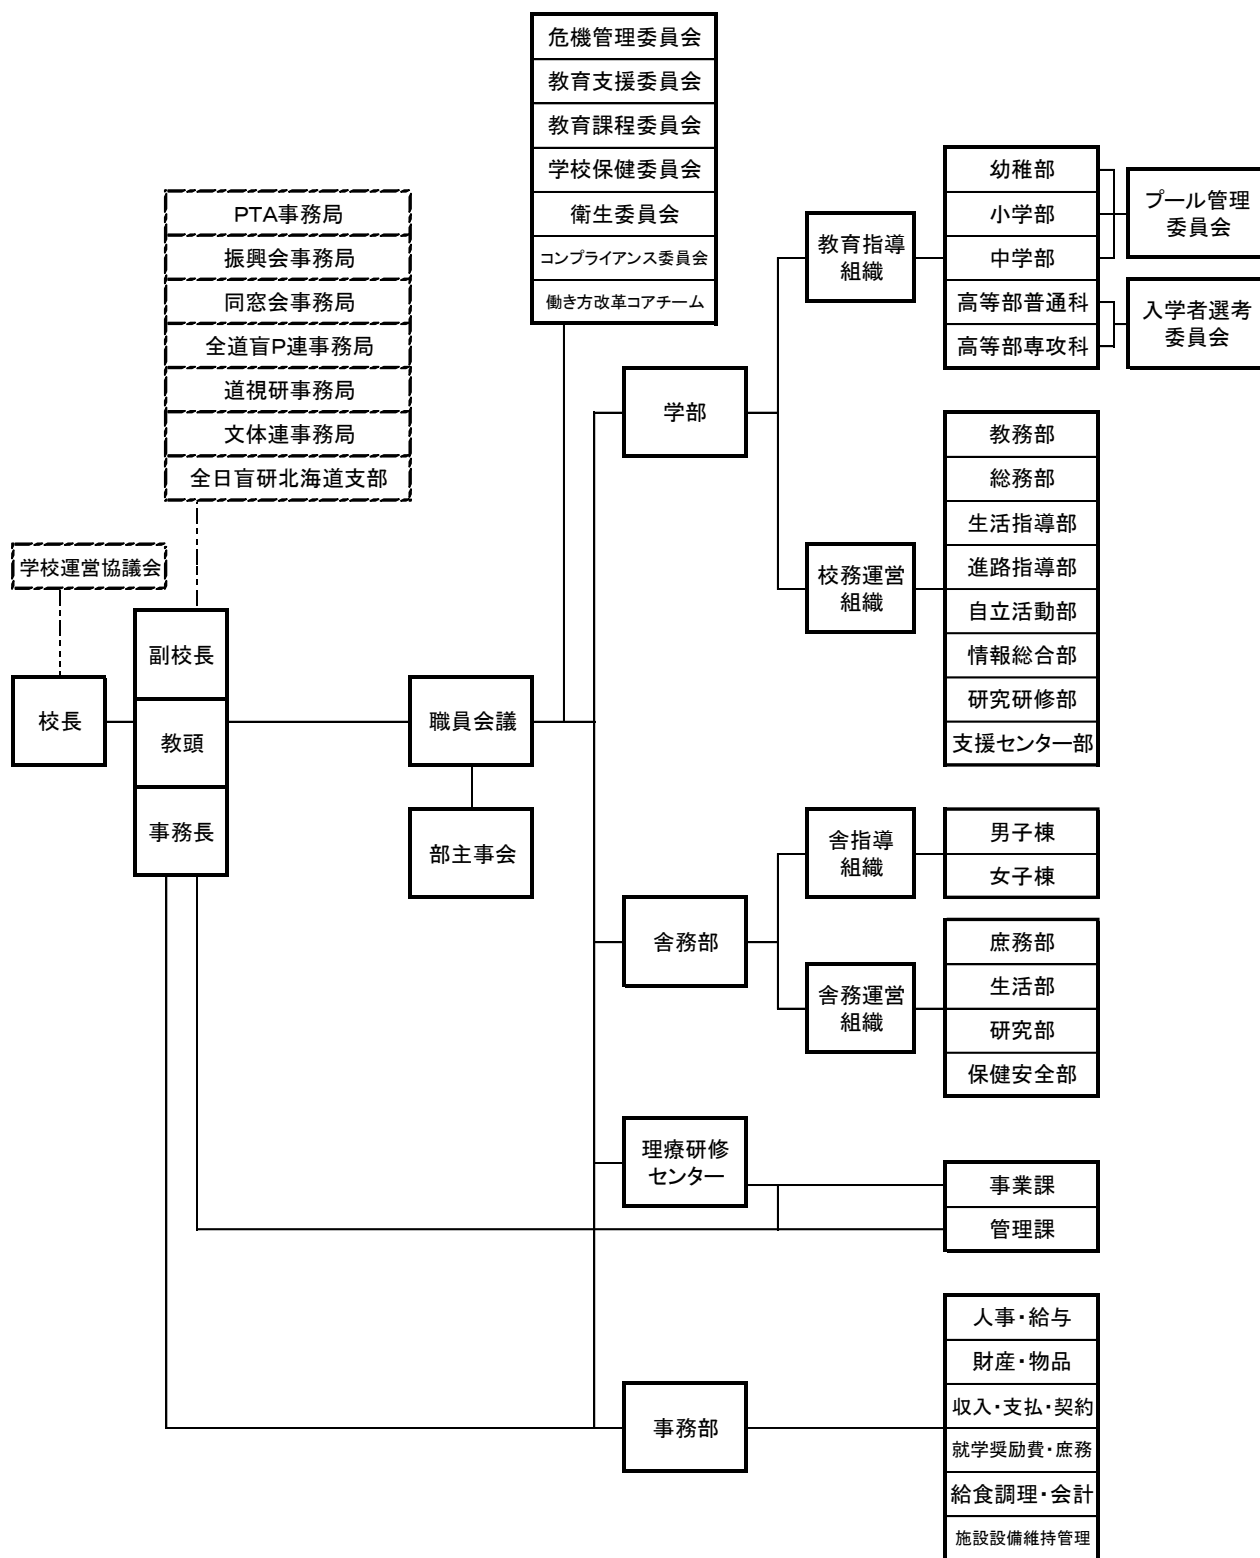 危機管理委員会
教育支援委員会
教育課程委員会
学校保健委員会
衛生委員会
コンプライアンス委員会
働き方改革コアチーム
PTA事務局
振興会事務局
同窓会事務局
全道盲P連事務局
道視研事務局
文体連事務局
全日盲研北海道支部
学校運営協議会
校長
副校長
教頭
事務長
職員会議
部主事会
学部
教育指導
組織
幼稚部
小学部
中学部
高等部普通科
高等部専攻科
プール管理
委員会
入学者選考
委員会
校務運営
組織
教務部
総務部
生活指導部
進路指導部
自立活動部
情報総合部
研究研修部
支援センター部
舎務部
舎指導
組織
男子棟
女子棟
舎務運営
組織
庶務部
生活部
研究部
保健安全部
理療研修
センター
事業課
管理課
事務部
人事・給与
財産・物品
収入・支払・契約
就学奨励費・庶務
給食調理・会計
施設設備維持管理